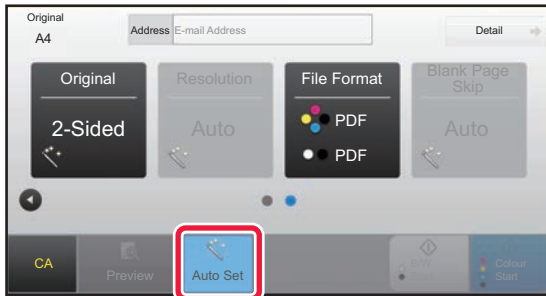 Original
A4
Address E-mail Address
Detail
Original
2-Sided
Resolution
Auto
File Format
PDF
PDF
Blank Page
Skip
Auto
CA
Preview
Auto Set
B/W
Start
Colour
Start